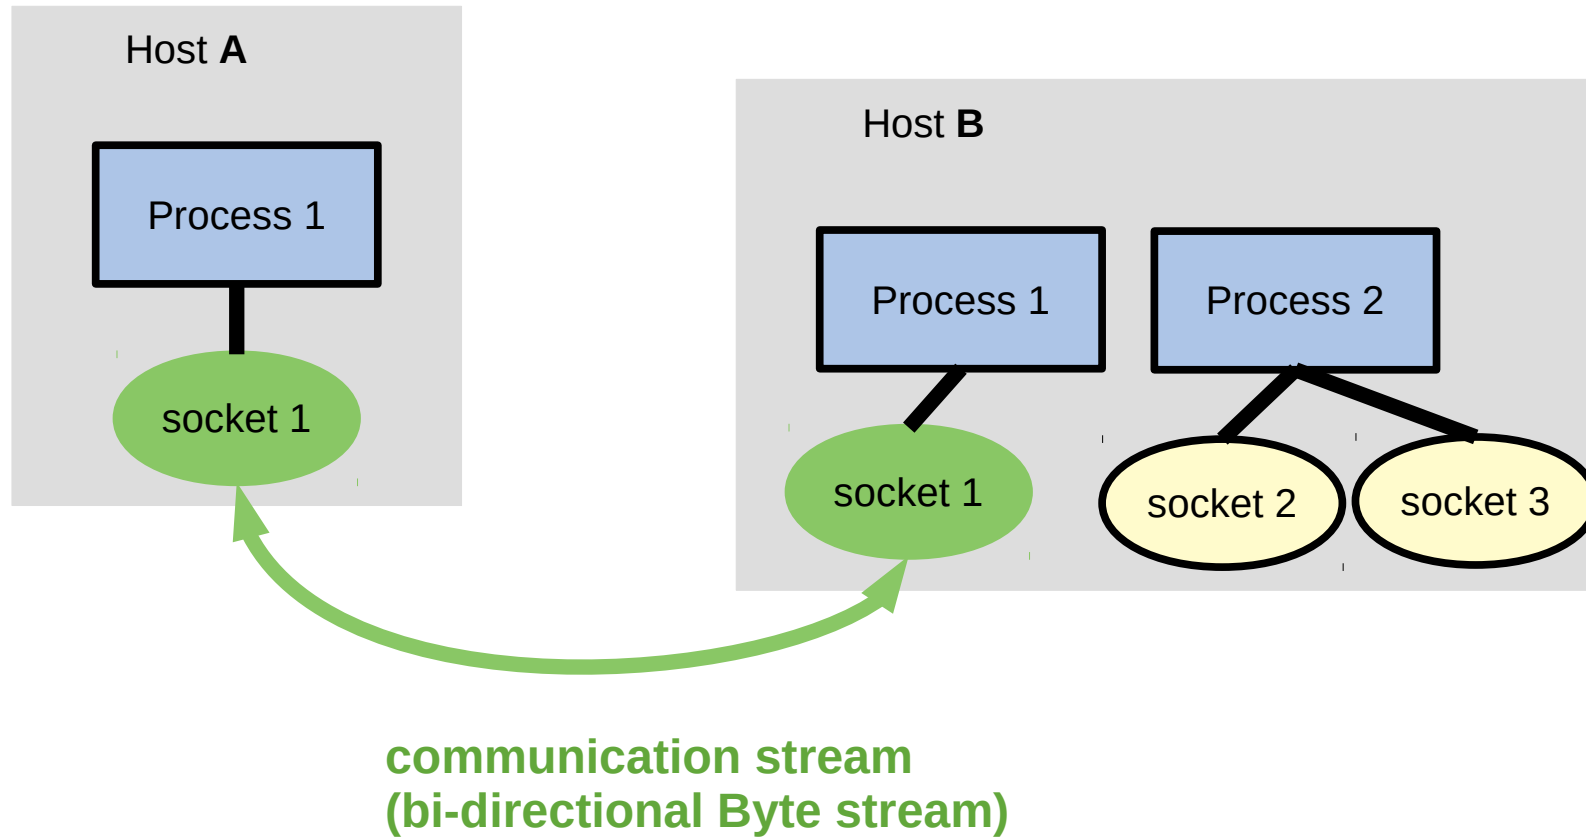 Host A
Process 1
socket 1
Host B
Process 1
Process 2
socket 1
socket 2
socket 3
communication stream
(bi-directional Byte stream)